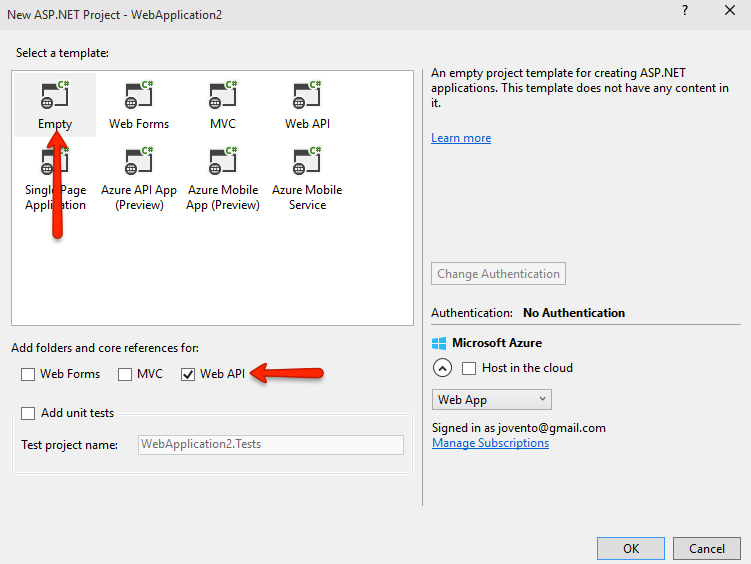 New ASP.NET Project - WebApplication2
?
Select a template:
C# C# C# C#
Empty Web Forms MVC Web API
C# C# C# C#
Single Page Azure API App Azure Mobile Azure Mobile
Application (Preview) App (Preview) Service
An empty project template for creating ASP.NET
applications. This template does not have any content in
it.
Learn more
Change Authentication
Authentication: No Authentication
Microsoft Azure
Host in the cloud
Web App
Signed in as jovento@gmail.com
Manage Subscriptions
Add folders and core references for:
Web Forms MVC Web API
Add unit tests
Test project name: WebApplication2.Tests
OK Cancel